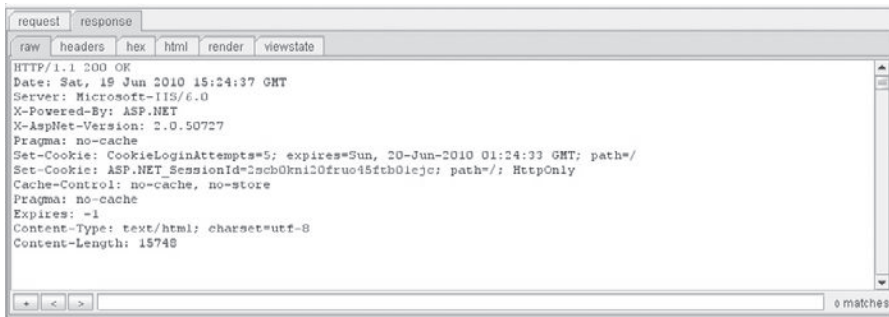 request response
raw headers hex html render viewstate
HTTP/1.1 200 OK
Date: Sat, 19 Jun 2010 15:24:37 GMT
Server: Microsoft-IIS/6.0
X-Powered-By: ASP.NET
X-AspNet-Version: 2.0.50727
Pragma: no-cache
Set-Cookie: CookieLoginAttempts=5; expires=Sun, 20-Jun-2010 01:24:33 GMT; path=/
Set-Cookie: ASP.NET_SessionId=2scb0kni20fruo45ftb01ejc; path=/; HttpOnly
Cache-Control: no-cache, no-store
Pragma: no-cache
Expires: -1
Content-Type: text/html; charset=utf-8
Content-Length: 15748
+ < > 0 matches